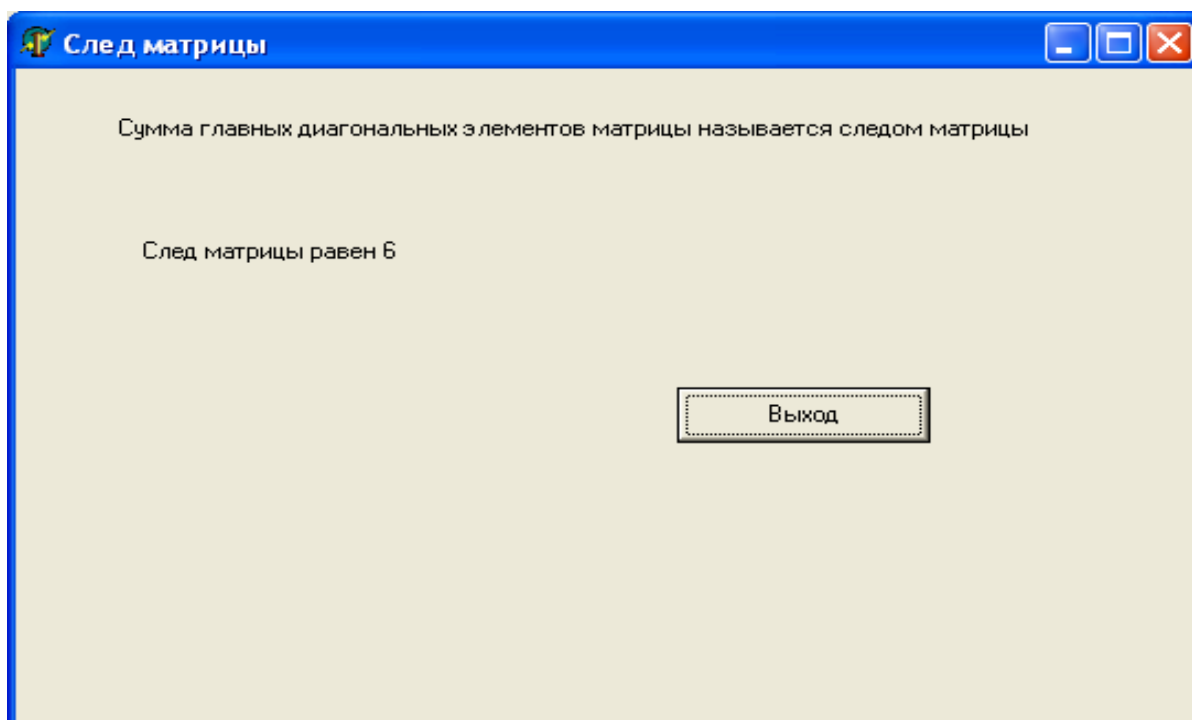 След матрицы
Сумма главных диагональных элементов матрицы называется следом матрицы
След матрицы равен 6
Выход